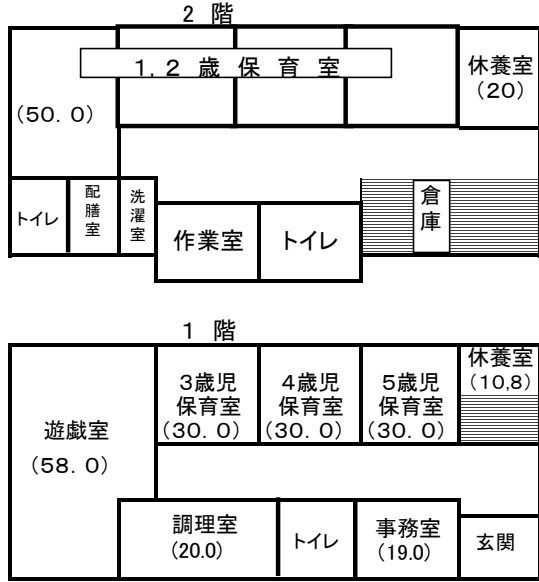 2 階
1,2 歳 保 育 室
休養室
(20)
(50.0)
トイレ
配膳室
洗濯室
作業室
トイレ
倉庫
1 階
3歳児
保育室
(30.0)
4歳児
保育室
(30.0)
5歳児
保育室
(30.0)
休養室
(10,8)
遊戯室
(58.0)
調理室
(20.0)
トイレ
事務室
(19.0)
玄関